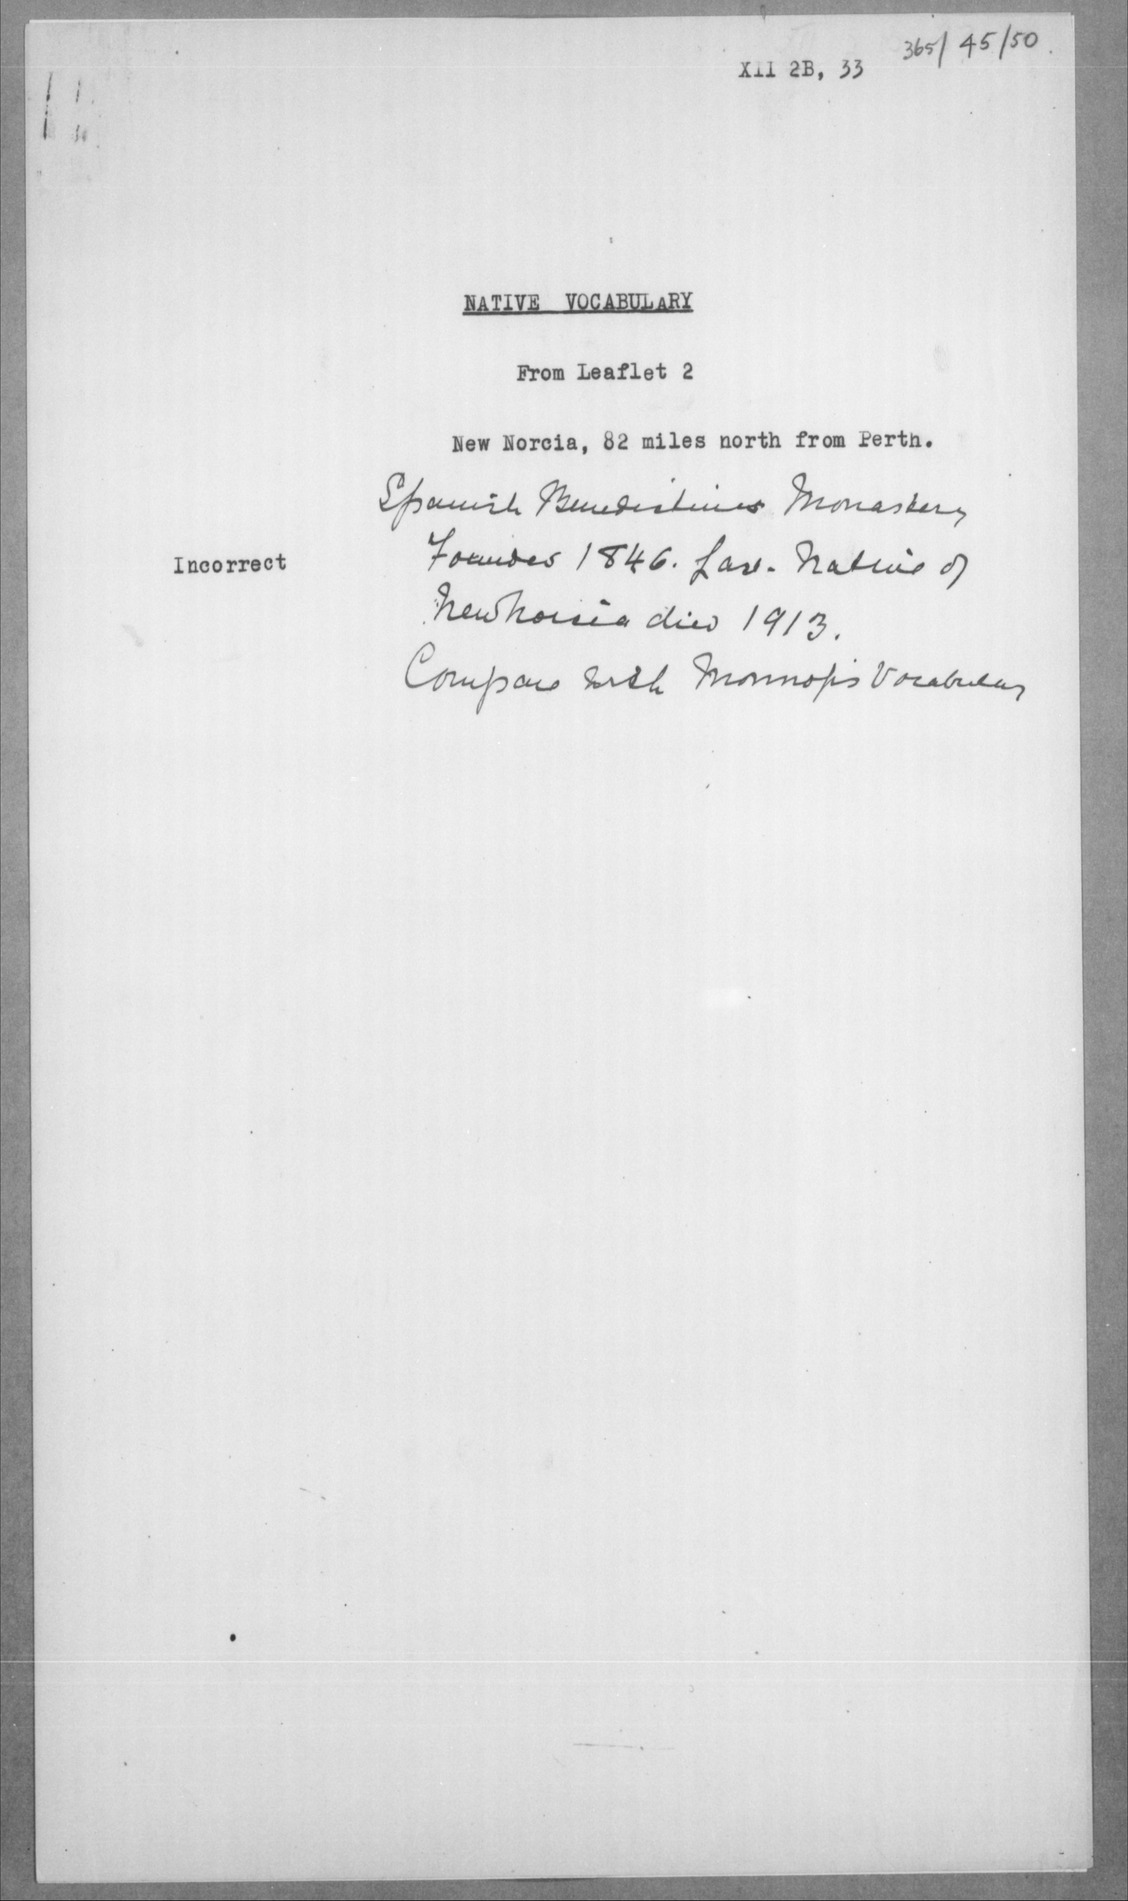 365/ 45/50
XII 2B, 33
NATIVE VOCABULARY
From Leaflet 2
New Norcia, 82 miles north from Perth.
Spanish Benedictines Monastery
Incorrect
Founded 1846. Last Native of
New Norcia died 1913.
Compare with Monnop's Vocabulary